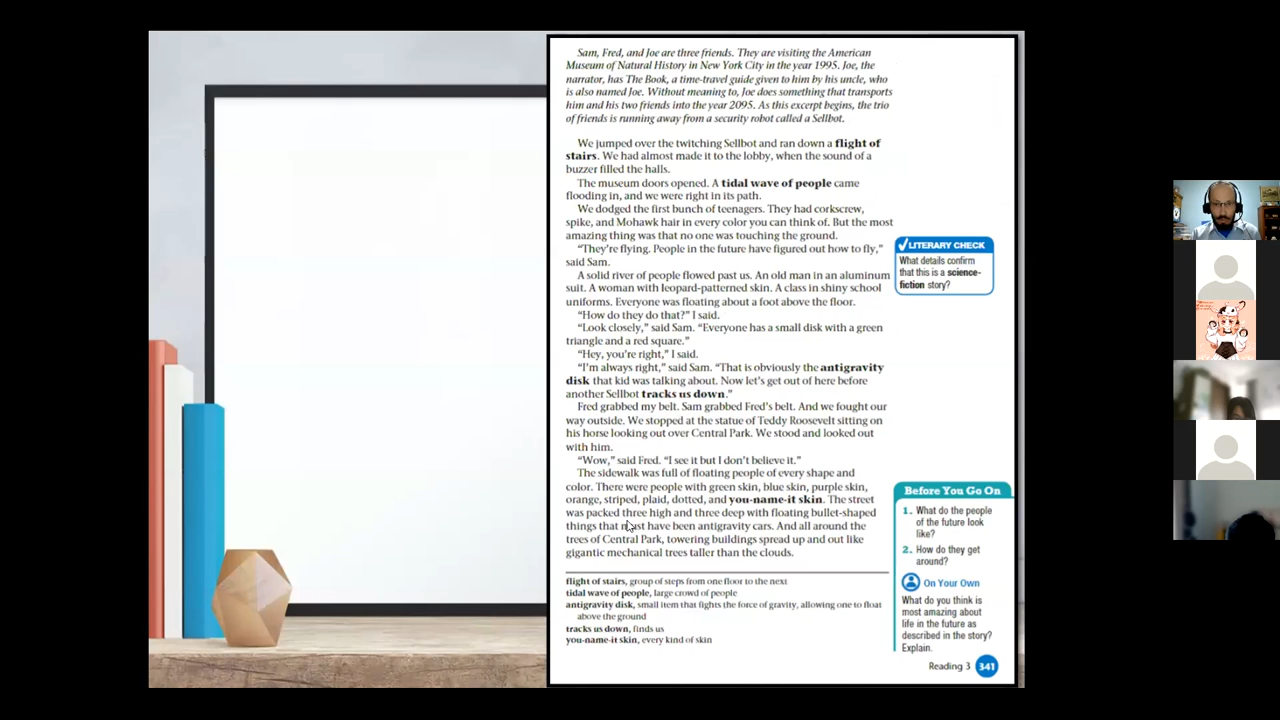 Sam, Fred, and Joe are three friends. They are visiting the American
Museum of Natural History in New York City in the year 1995. Joe, the
narrator, has The Book, a time-travel guide given to him by his uncle, who
is also named Joe. Without meaning to, Joe does something that transports
him and his two friends into the year 2095. As this excerpt begins, the trio
of friends is running away from a security robot called a Sellbot.
We jumped over the twitching Sellbot and ran down a flight of
stairs. We had almost made it to the lobby, when the sound of a
buzzer filled the halls.
The museum doors opened. A tidal wave of people came
flooding in, and we were right in its path.
We dodged the first bunch of teenagers. They had corkscrew,
spike, and Mohawk hair in every color you can think of. But the most
amazing thing was that no one was touching the ground.
“They’re flying. People in the future have figured out how to fly,”
said Sam.
A solid river of people flowed past us. An old man in an aluminum
suit. A woman with leopard-patterned skin. A class in shiny school
uniforms. Everyone was floating about a foot above the floor.
“How do they do that?” I said.
“Look closely,” said Sam. “Everyone has a small disk with a green
triangle and a red square.”
“Hey, you’re right,” I said.
“I’m always right,” said Sam. “That is obviously the antigravity
disk that kid was talking about. Now let’s get out of here before
another Sellbot tracks us down.”
Fred grabbed my belt. Sam grabbed Fred’s belt. And we fought our
way outside. We stopped at the statue of Teddy Roosevelt sitting on
his horse looking out over Central Park. We stood and looked out
with him.
“Wow,” said Fred. “I see it but I don’t believe it.”
The sidewalk was full of floating people of every shape and
color. There were people with green skin, blue skin, purple skin,
orange, striped, plaid, dotted, and you-name-it skin. The street
was packed three high and three deep with floating bullet-shaped
things that must have been antigravity cars. And all around the
trees of Central Park, towering buildings spread up and out like
gigantic mechanical trees taller than the clouds.
flight of stairs, group of steps from one floor to the next
tidal wave of people, large crowd of people
antigravity disk, small item that fights the force of gravity, allowing one to float
above the ground
tracks us down, finds us
you-name-it skin, every kind of skin
✓LITERARY CHECK
What details confirm
that this is a science-
fiction story?
Before You Go On
1. What do the people
of the future look
like?
2. How do they get
around?
On Your Own
What do you think is
most amazing about
life in the future as
described in the story?
Explain.
Reading 3 341